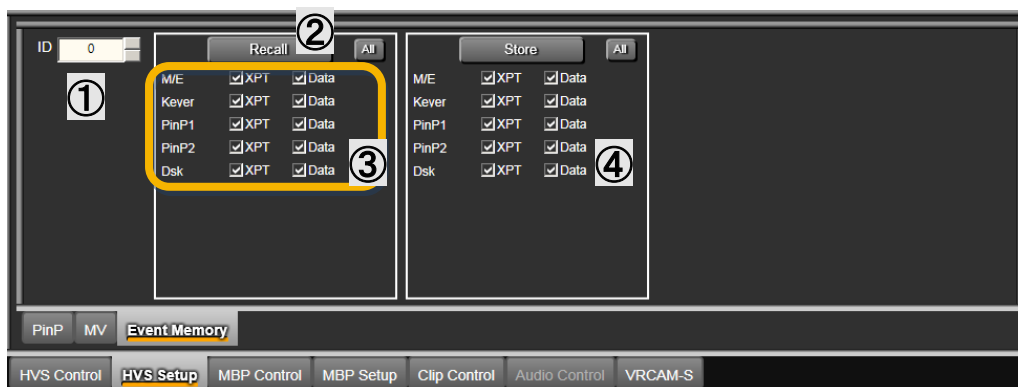 ID 0 Recall ② All Store All
①
M/E XPT Data M/E XPT Data
Kever XPT Data Kever XPT Data
PinP1 XPT Data PinP1 XPT Data
PinP2 XPT Data ③ PinP2 XPT Data ④
Dsk XPT Data Dsk XPT Data
PinP MV Event Memory
HVS Control HVS Setup MBP Control MBP Setup Clip Control Audio Control VRCAM-S